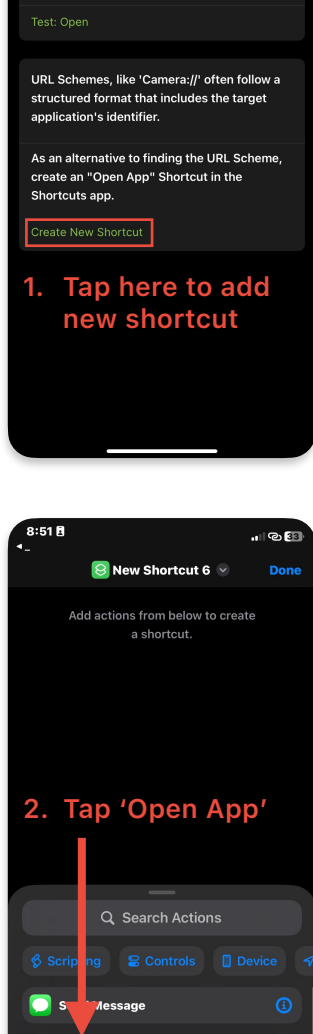 Test: Open
URL Schemes, like 'Camera://' often follow a
structured format that includes the target
application's identifier.
As an alternative to finding the URL Scheme,
create an "Open App" Shortcut in the
Shortcuts app.
Create New Shortcut
1. Tap here to add
new shortcut
8:51
33
New Shortcut 6
Done
Add actions from below to create
a shortcut.
2. Tap ‘Open App’
Search Actions
Controls
Device
Message